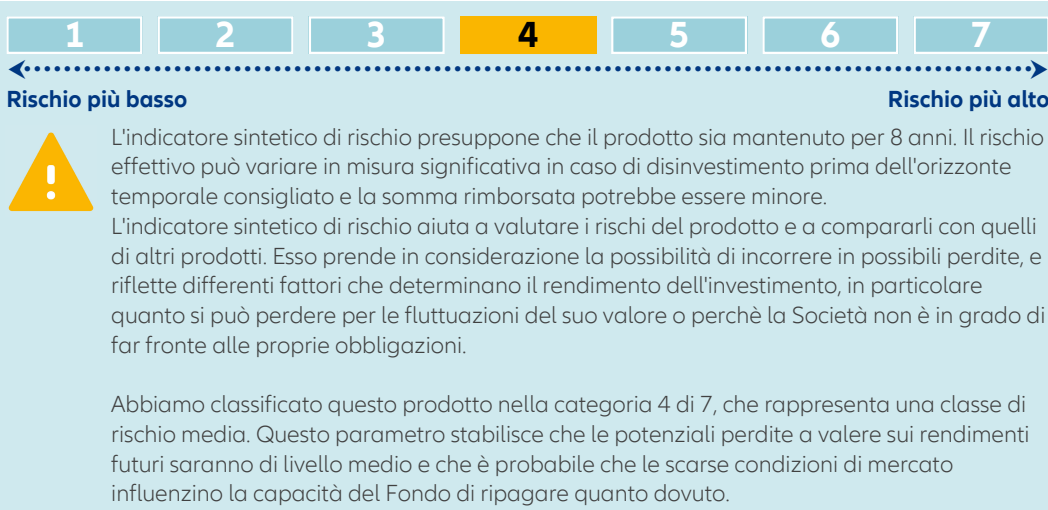 1 2 3 4 5 6 7
Rischio più basso Rischio più alto
L'indicatore sintetico di rischio presuppone che il prodotto sia mantenuto per 8 anni. Il rischio
effettivo può variare in misura significativa in caso di disinvestimento prima dell'orizzonte
temporale consigliato e la somma rimborsata potrebbe essere minore.
L'indicatore sintetico di rischio aiuta a valutare i rischi del prodotto e a compararli con quelli
di altri prodotti. Esso prende in considerazione la possibilità di incorrere in possibili perdite, e
riflette differenti fattori che determinano il rendimento dell'investimento, in particolare
quanto si può perdere per le fluttuazioni del suo valore o perchè la Società non è in grado di
far fronte alle proprie obbligazioni.
Abbiamo classificato questo prodotto nella categoria 4 di 7, che rappresenta una classe di
rischio media. Questo parametro stabilisce che le potenziali perdite a valere sui rendimenti
futuri saranno di livello medio e che è probabile che le scarse condizioni di mercato
influenzino la capacità del Fondo di ripagare quanto dovuto.